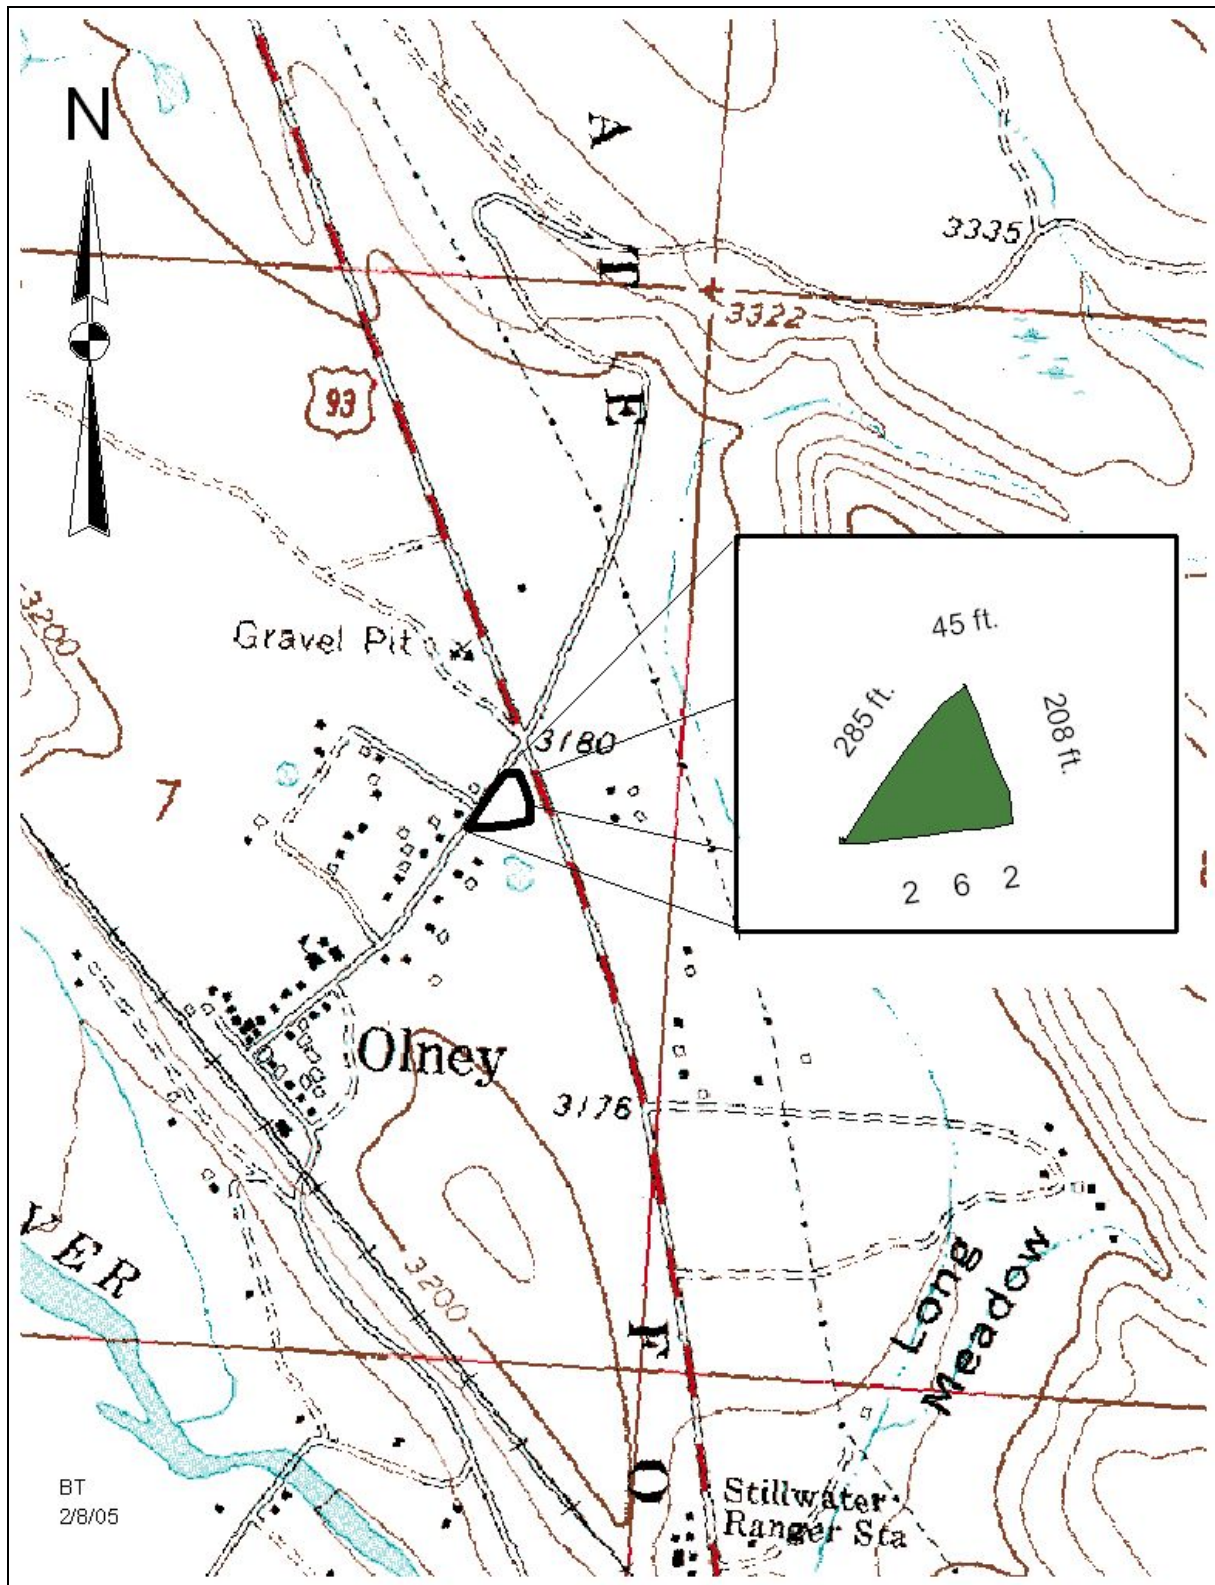 N
A
T
E
3335
3322
93
3200
Gravel Pit
45 ft.
285 ft.
208 ft.
3180
7
2 6 2
Olney
3176
VER
3200
Long
Meadow
F
O
BT
2/8/05
Stillwater
Ranger Sta